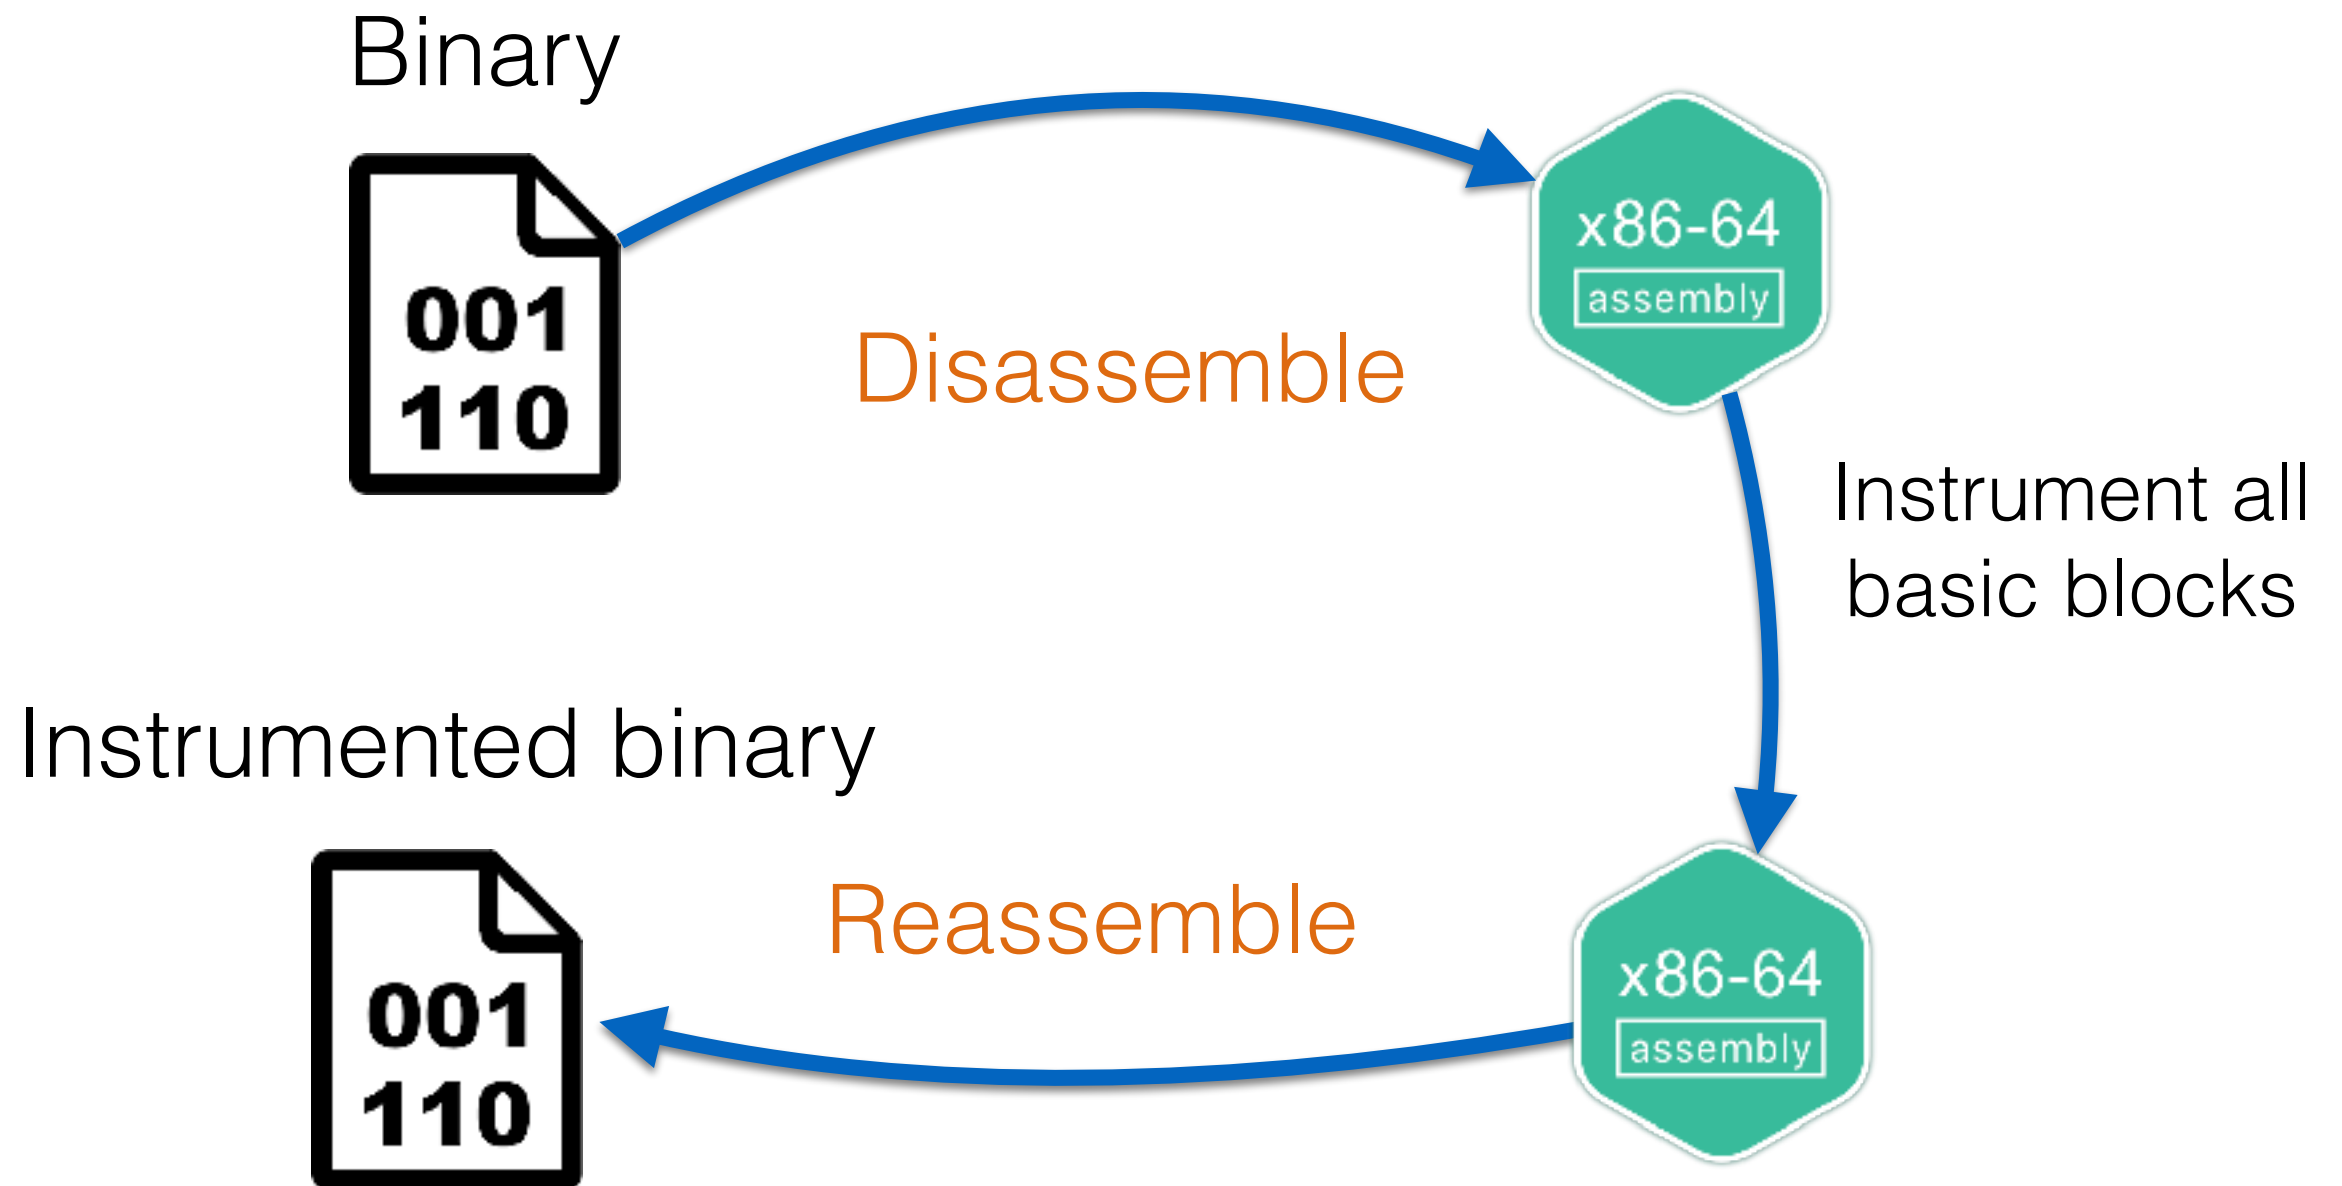 Binary
001
110
Disassemble
x86-64
assembly
Instrument all
basic blocks
Instrumented binary
001
110
Reassemble
x86-64
assembly